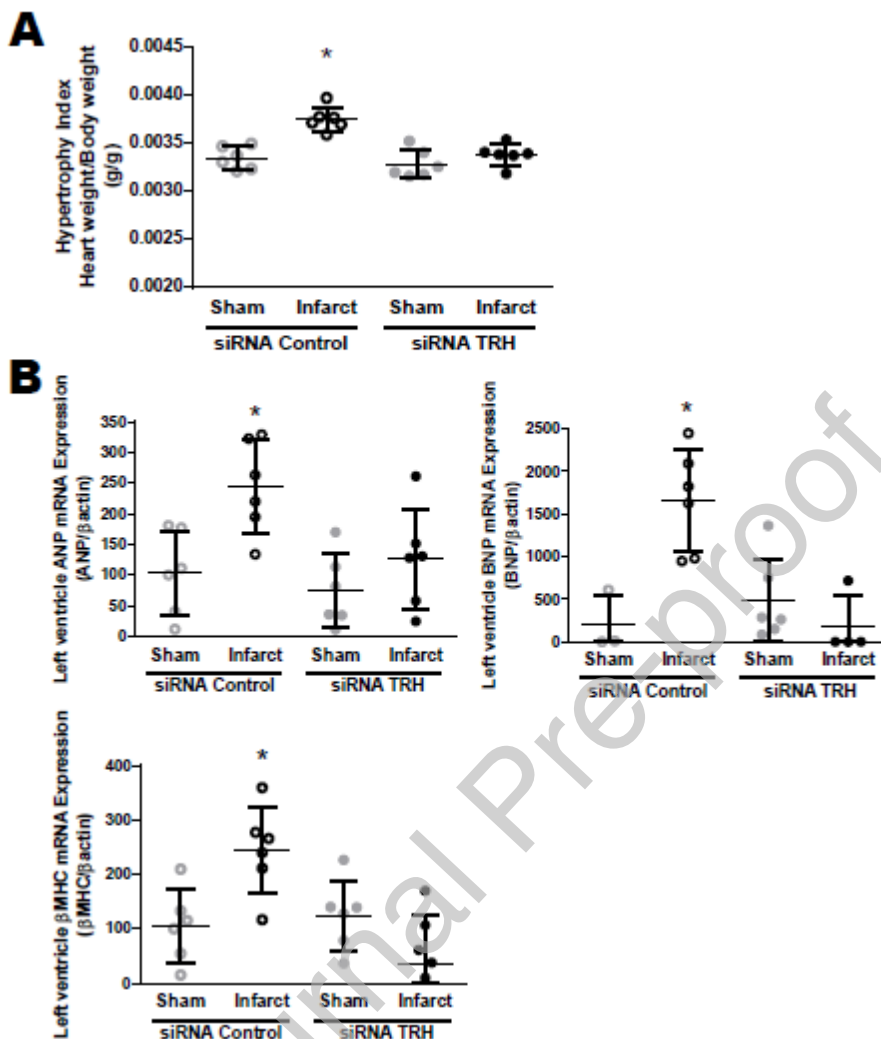 A
Hypertrophy Index
Heart weight/Body weight
(g/g)
0.0045
0.0040
0.0035
0.0030
0.0025
0.0020
*
Sham Infarct Sham Infarct
siRNA Control siRNA TRH
B
Left ventricle ANP mRNA Expression
(ANP/βactin)
350
300
250
200
150
100
50
0
*
Sham Infarct Sham Infarct
siRNA Control siRNA TRH
Left ventricle BNP mRNA Expression
(BNP/βactin)
2500
2000
1500
1000
500
0
*
Sham Infarct Sham Infarct
siRNA Control siRNA TRH
Left ventricle βMHC mRNA Expression
(βMHC/βactin)
400
300
200
100
0
*
Sham Infarct Sham Infarct
siRNA Control siRNA TRH
urnal Pre-proof